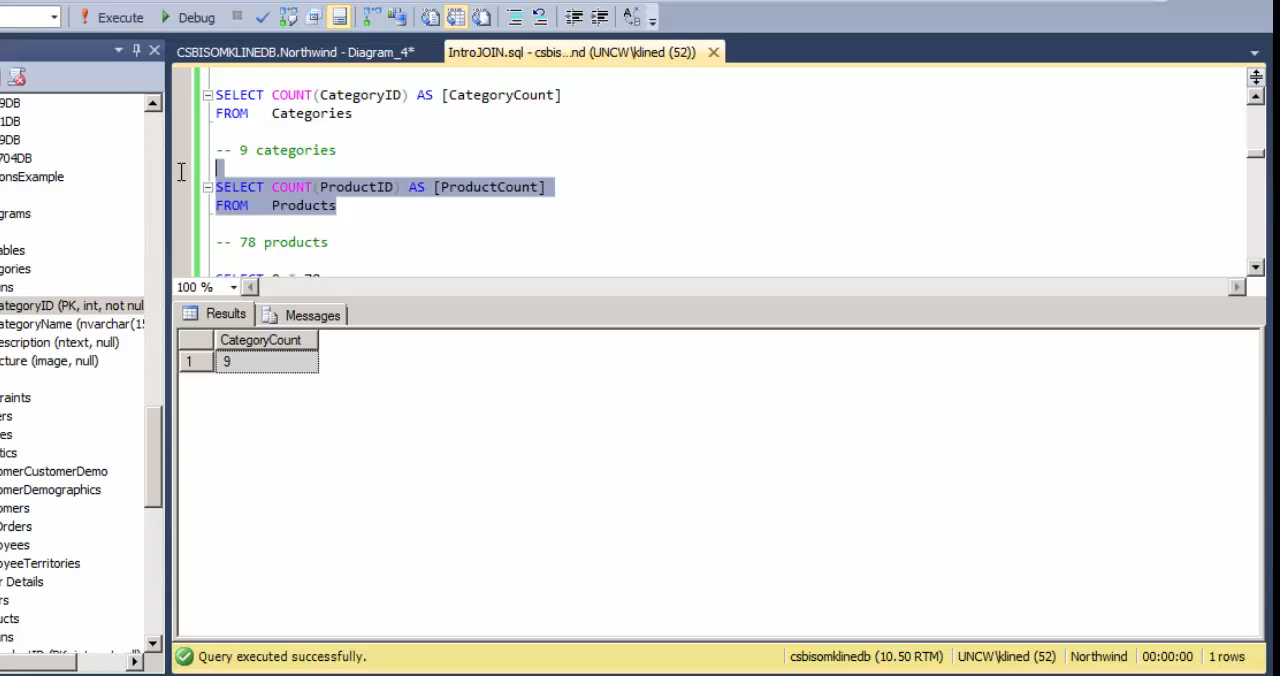 Execute Debug
CSBISOMKLINEDB.Northwind - Diagram_4*
IntroJOIN.sql - csbis...nd (UNCW\klined (52))
9DB
1DB
9DB
704DB
onsExample
grams
ables
gories
ns
ategoryID (PK, int, not nul
ategoryName (nvarchar(15
escription (ntext, null)
cture (image, null)
raints
ers
es
tics
omerCustomerDemo
omerDemographics
omers
Orders
oyees
oyeeTerritories
r Details
rs
ucts
ns
SELECT COUNT(CategoryID) AS [CategoryCount]
FROM Categories
-- 9 categories
SELECT COUNT(ProductID) AS [ProductCount]
FROM Products
-- 78 products
100 %
Results Messages
CategoryCount
1 9
Query executed successfully.
csbisomklinedb (10.50 RTM) UNCW\klined (52) Northwind 00:00:00 1 rows